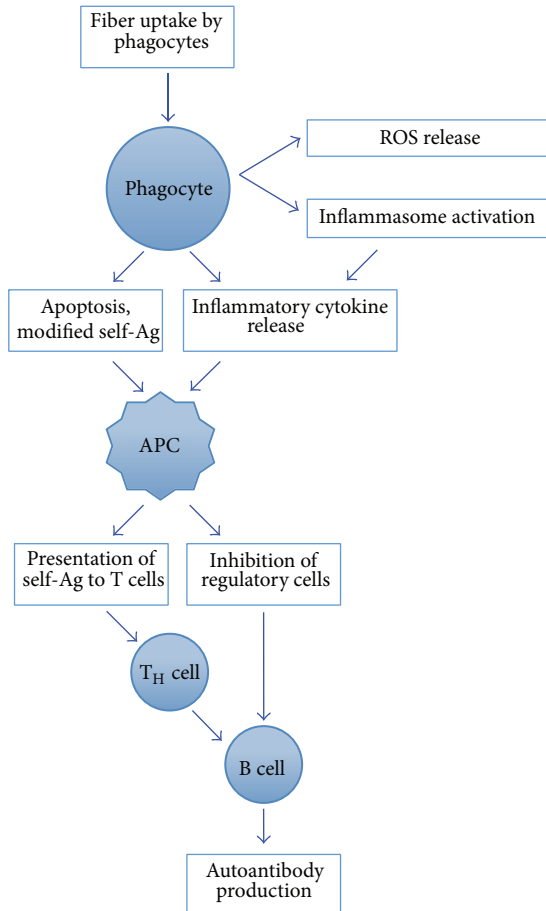 Fiber uptake by
phagocytes
Phagocyte
ROS release
Inflammasome activation
Apoptosis,
modified self-Ag
Inflammatory cytokine
release
APC
Presentation of
self-Ag to T cells
Inhibition of
regulatory cells
T_H cell
B cell
Autoantibody
production